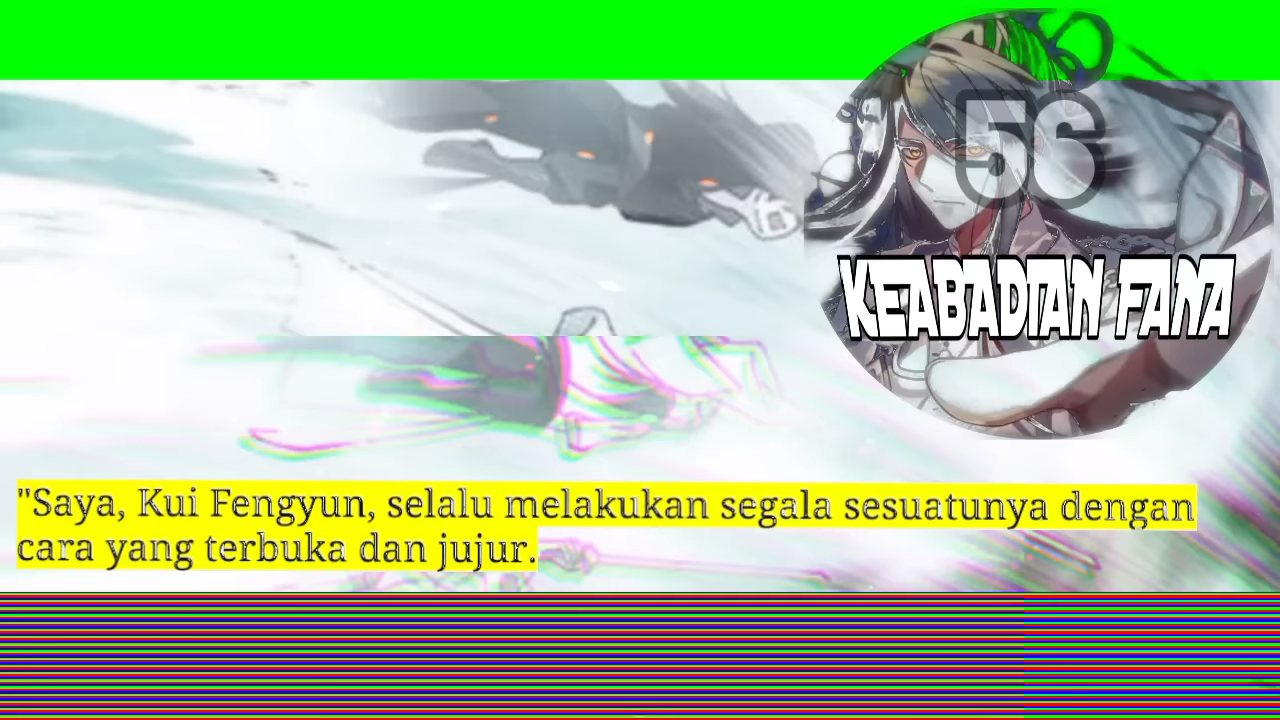 56
KEABADIAN FANA
"Saya, Kui Fengyun, selalu melakukan segala sesuatunya dengan
cara yang terbuka dan jujur.